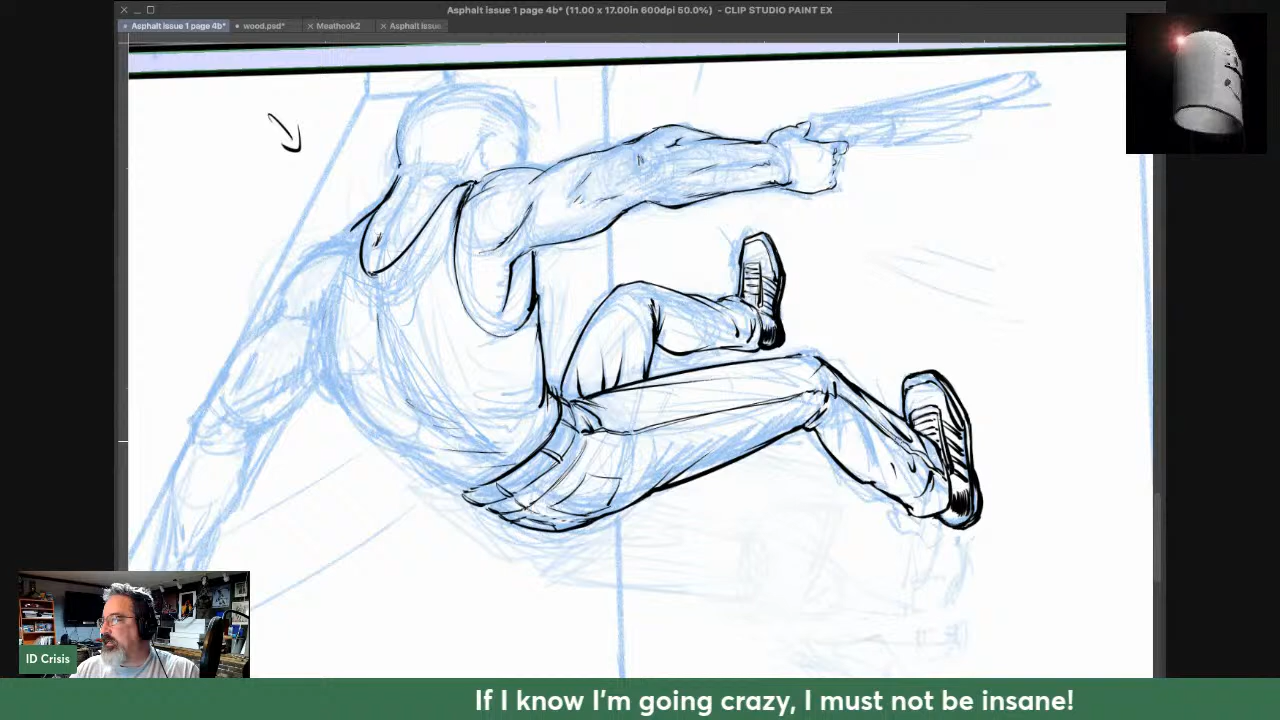 Asphalt issue 1 page 4b* (11.00 x 17.00in 600dpi 50.0%) - CLIP STUDIO PAINT EX
Asphalt issue 1 page 4b* wood.psd* Meathook2 Asphalt issue
ID Crisis
If I know I'm going crazy, I must not be insane!